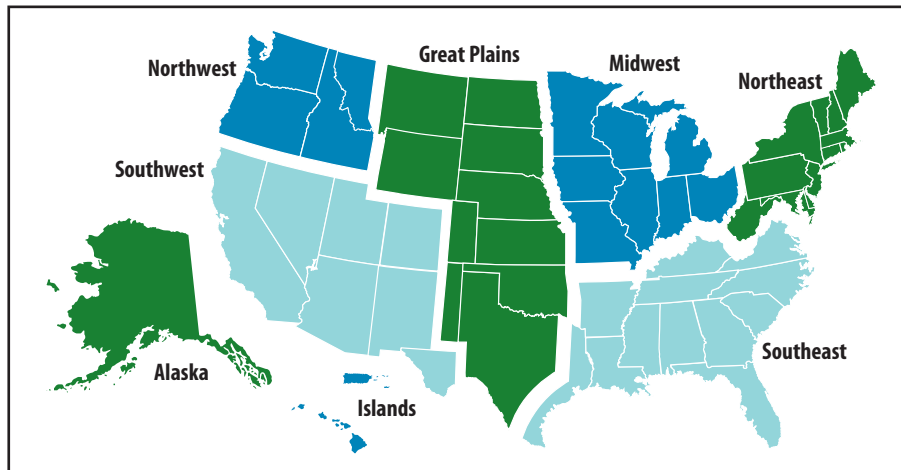 Great Plains
Midwest
Northwest
Northeast
Southwest
Southeast
Alaska
Islands